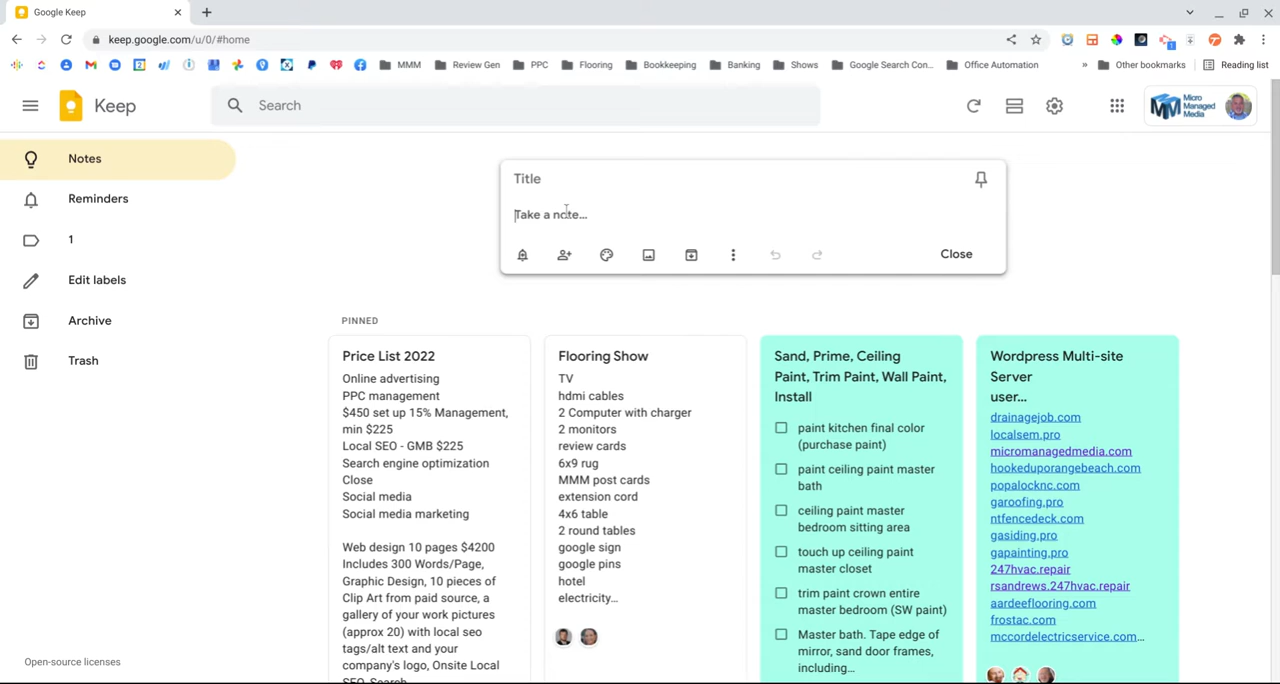 Google Keep
keep.google.com/u/0/#home
MMM
Review Gen
PPC
Flooring
Bookkeeping
Banking
Shows
Google Search Con...
Office Automation
»
Other bookmarks
Reading list
Keep
Search
Micro
Managed
Media
Notes
Reminders
1
Edit labels
Archive
Trash
Open-source licenses
Title
Take a note...
Close
PINNED
Price List 2022
Online advertising
PPC management
$450 set up 15% Management,
min $225
Local SEO - GMB $225
Search engine optimization
Close
Social media
Social media marketing
Web design 10 pages $4200
Includes 300 Words/Page,
Graphic Design, 10 pieces of
Clip Art from paid source, a
gallery of your work pictures
(approx 20) with local seo
tags/alt text and your
company's logo, Onsite Local
SEO, Search
Flooring Show
TV
hdmi cables
2 Computer with charger
2 monitors
review cards
6x9 rug
MMM post cards
extension cord
4x6 table
2 round tables
google sign
google pins
hotel
electricity...
Sand, Prime, Ceiling
Paint, Trim Paint, Wall Paint,
Install
paint kitchen final color
(purchase paint)
paint ceiling paint master
bath
ceiling paint master
bedroom sitting area
touch up ceiling paint
master closet
trim paint crown entire
master bedroom (SW paint)
Master bath. Tape edge of
mirror, sand door frames,
including...
Wordpress Multi-site
Server
user...
drainagejob.com
localsem.pro
micromanagedmedia.com
hookeduporangebeach.com
popalocknc.com
garoofing.pro
ntfencedeck.com
gasiding.pro
gapainting.pro
247hvac.repair
rsandrews.247hvac.repair
aardeeflooring.com
frostac.com
mccordelectricservice.com...